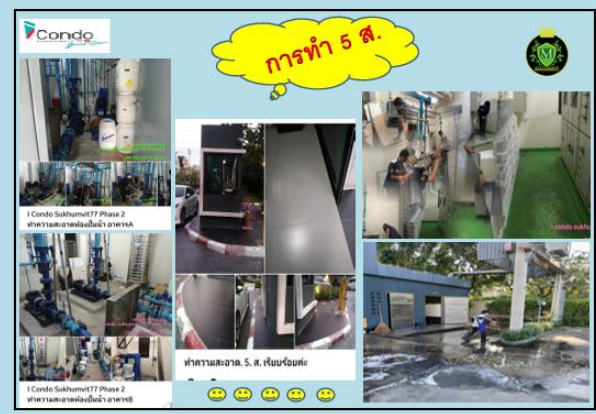 Condo
การทำ 5 ส.
I Condo Sukhumvit77 Phase 2
ทำความสะอาดห้องปั๊มน้ำ อาคารA
I Condo Sukhumvit77 Phase 2
ทำความสะอาดห้องปั๊มน้ำ อาคารB
ทำความสะอาด. 5. ส. เรียบร้อยค่ะ
I condo sukhu